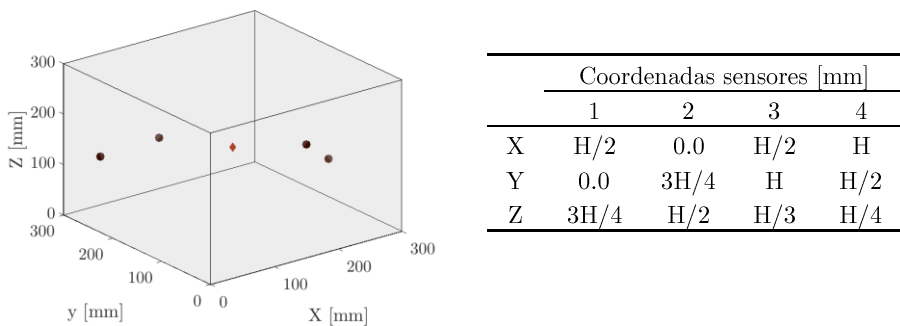 300
200
100
0
Z [mm]
300
200
100
0
y [mm]
0
100
200
300
X [mm]
Coordenadas sensores [mm]
1 2 3 4
X H/2 0.0 H/2 H
Y 0.0 3H/4 H H/2
Z 3H/4 H/2 H/3 H/4